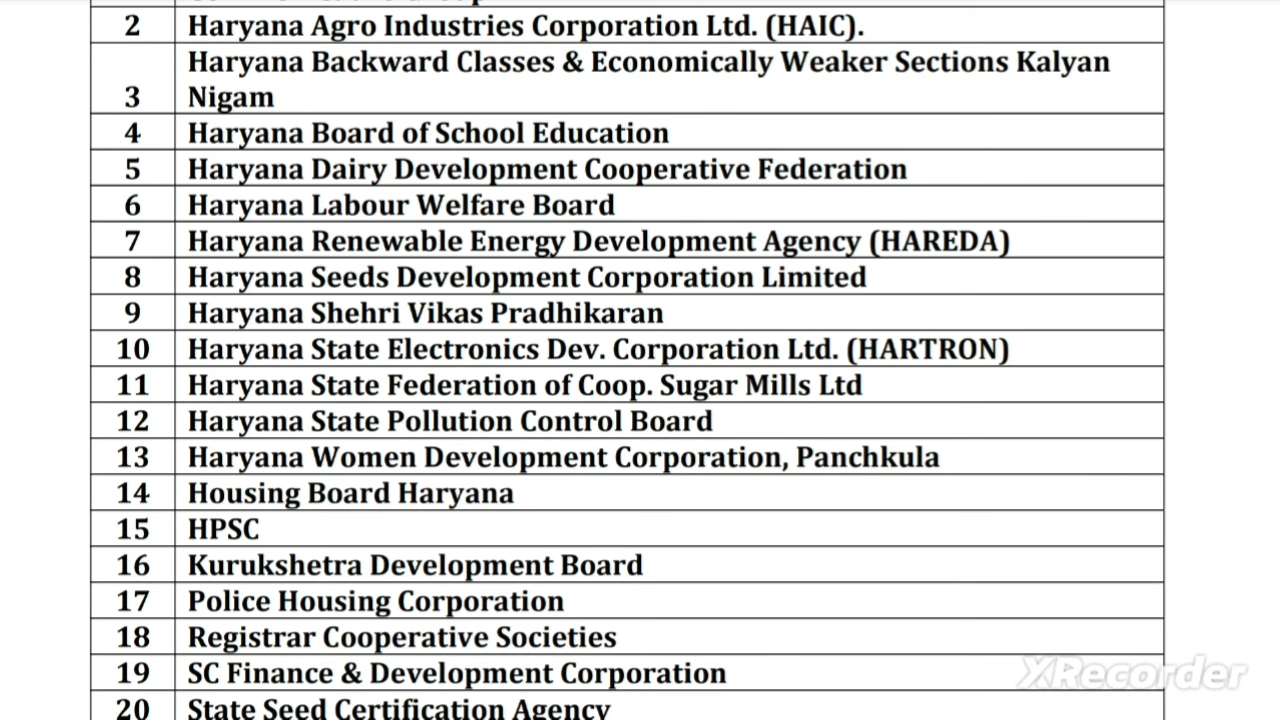 2 Haryana Agro Industries Corporation Ltd. (HAIC).
Haryana Backward Classes & Economically Weaker Sections Kalyan
3 Nigam
4 Haryana Board of School Education
5 Haryana Dairy Development Cooperative Federation
6 Haryana Labour Welfare Board
7 Haryana Renewable Energy Development Agency (HAREDA)
8 Haryana Seeds Development Corporation Limited
9 Haryana Shehri Vikas Pradhikaran
10 Haryana State Electronics Dev. Corporation Ltd. (HARTRON)
11 Haryana State Federation of Coop. Sugar Mills Ltd
12 Haryana State Pollution Control Board
13 Haryana Women Development Corporation, Panchkula
14 Housing Board Haryana
15 HPSC
16 Kurukshetra Development Board
17 Police Housing Corporation
18 Registrar Cooperative Societies
19 SC Finance & Development Corporation
XRecorder
20 State Seed Certification Agency